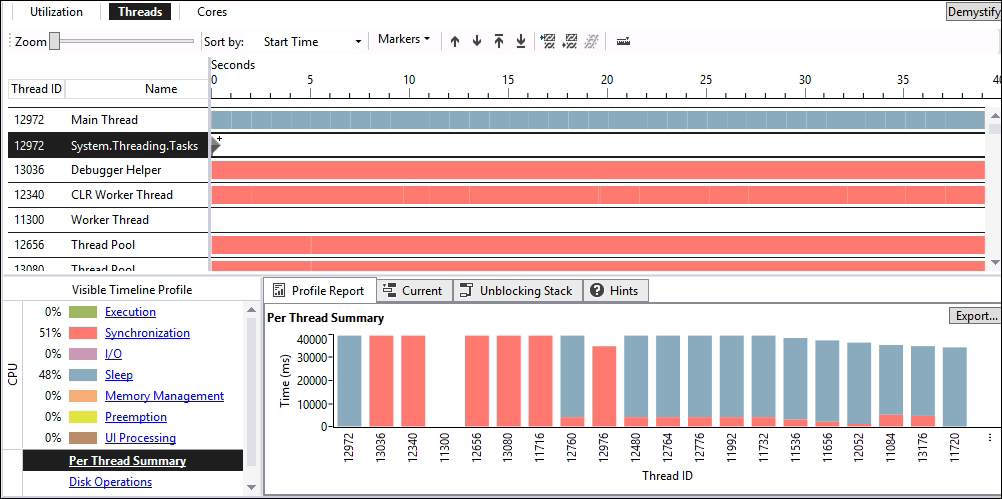 Utilization Threads Cores Demystify
Zoom Sort by: Start Time Markers
Seconds
0 5 10 15 20 25 30 35 40
Thread ID Name
12972 Main Thread
12972 System.Threading.Tasks
13036 Debugger Helper
12340 CLR Worker Thread
11300 Worker Thread
12656 Thread Pool
13080 Thread Pool
Visible Timeline Profile
CPU
0% Execution
51% Synchronization
0% I/O
48% Sleep
0% Memory Management
0% Preemption
0% UI Processing
Per Thread Summary
Disk Operations
Profile Report Current Unblocking Stack Hints
Per Thread Summary Export...
Time (ms)
40000
30000
20000
10000
0
12972 13036 12340 11300 12656 13080 11716 12760 12976 12480 12764 12776 11992 11732 11536 11656 12052 11084 13176 11720
Thread ID